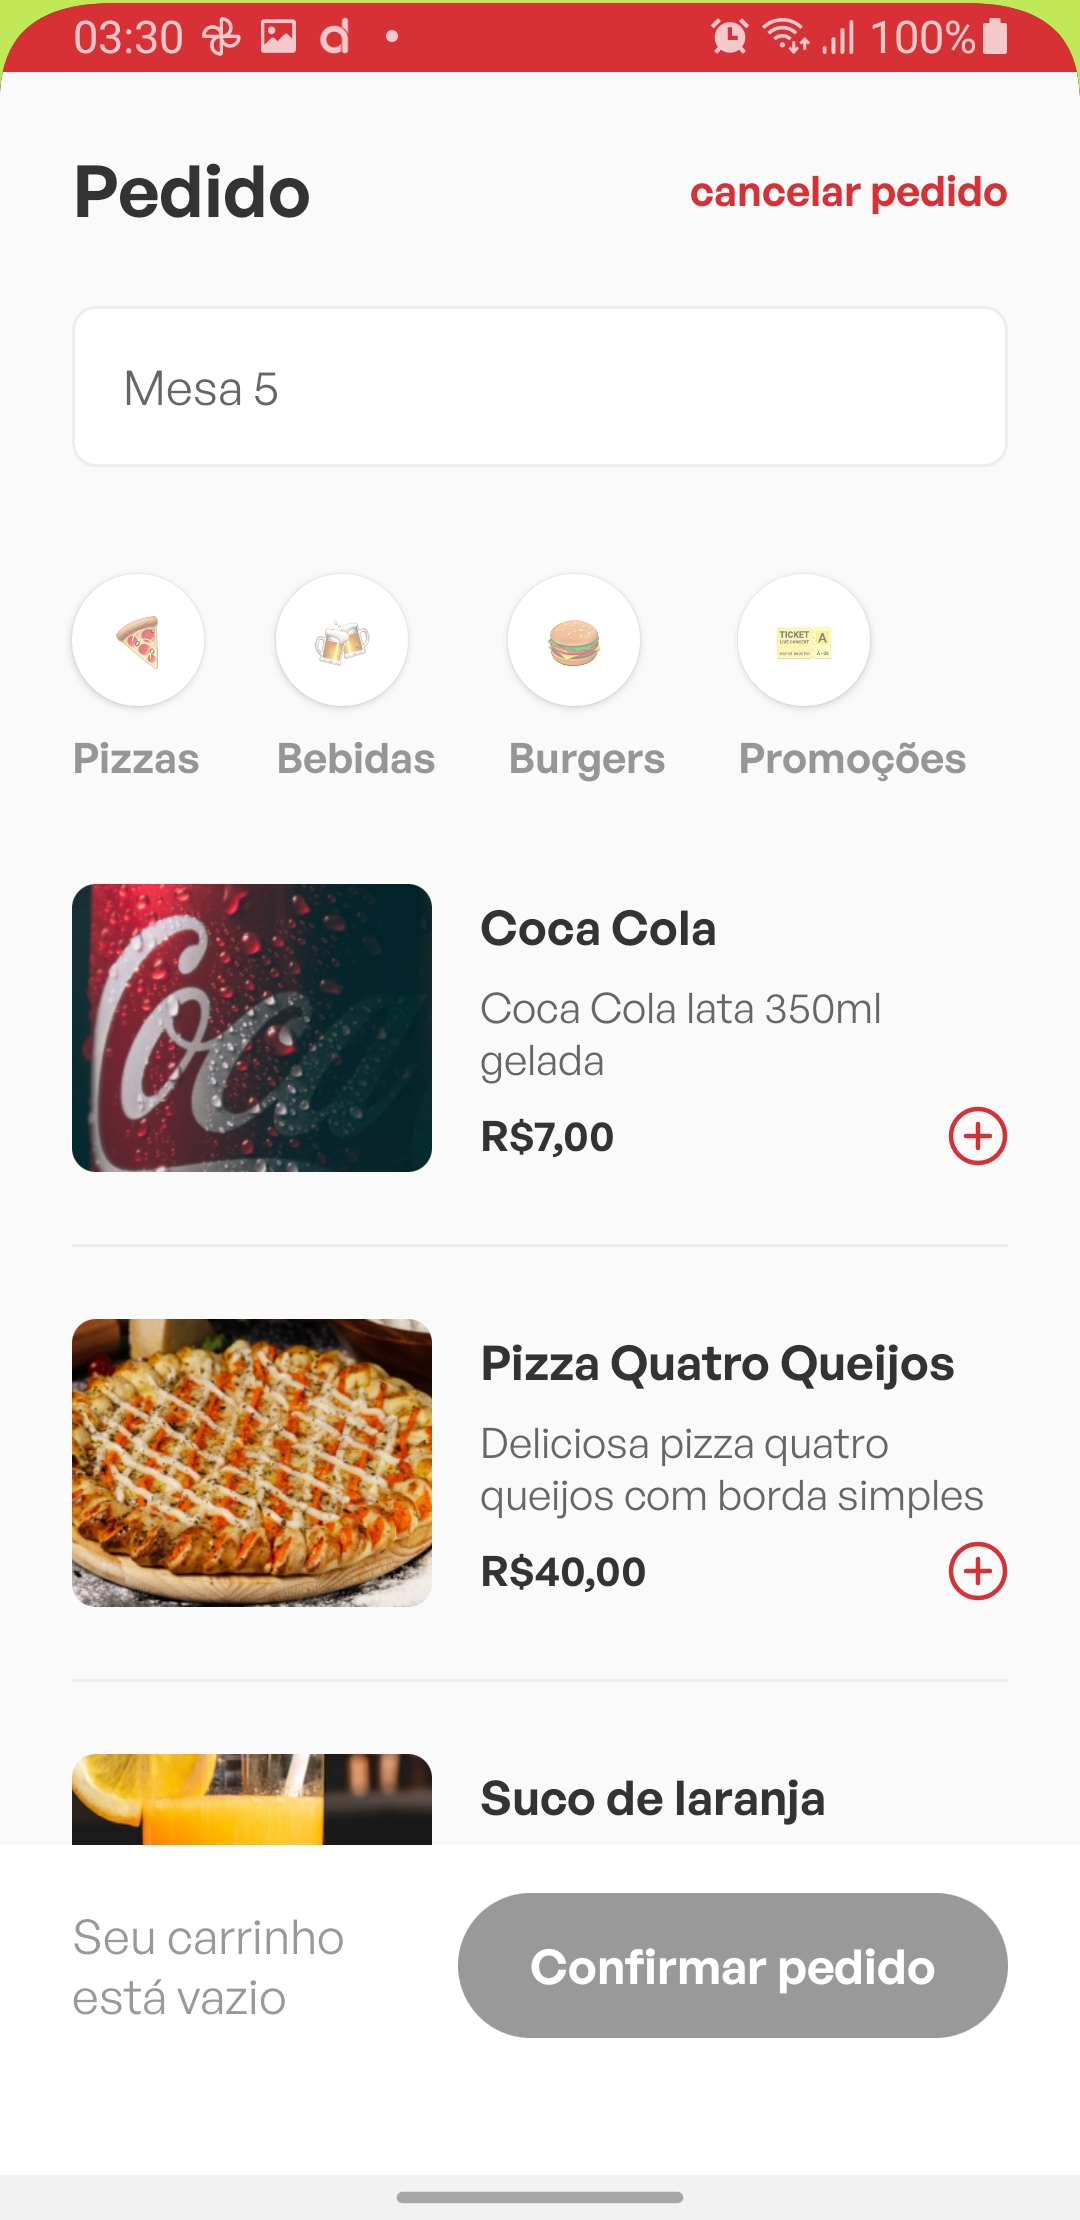 03:30
100%
Pedido
cancelar pedido
Mesa 5
TICKET A
Pizzas
Bebidas
Burgers
Promoções
Coca
Coca Cola
Coca Cola lata 350ml
gelada
R$7,00
Pizza Quatro Queijos
Deliciosa pizza quatro
queijos com borda simples
R$40,00
Suco de laranja
Seu carrinho
está vazio
Confirmar pedido